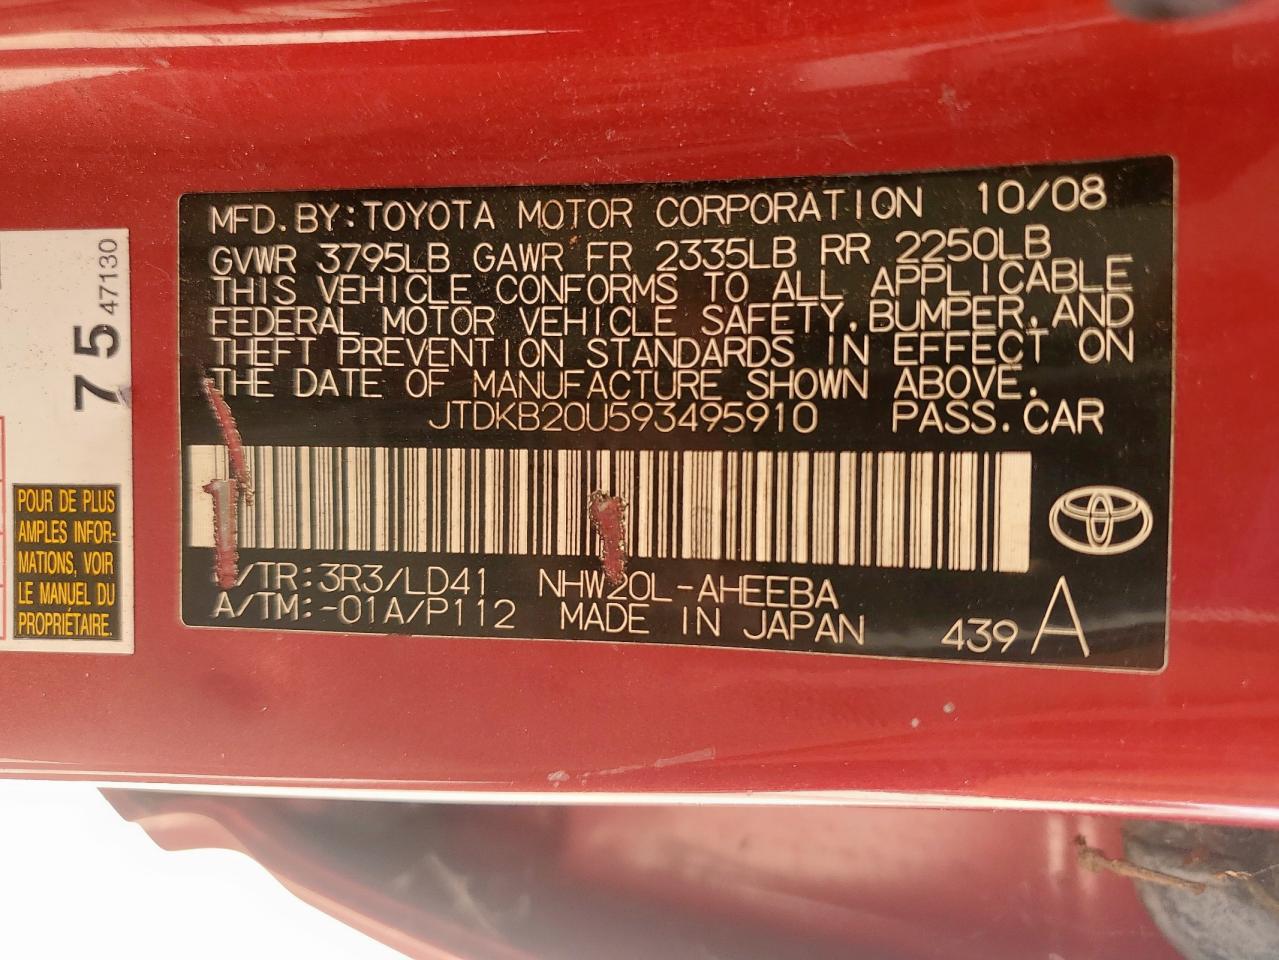 MFD.BY:TOYOTA MOTOR CORPORATION 10/08
GVWR 3795LB GAWR FR 2335LB RR 2250LB
THIS VEHICLE CONFORMS TO ALL APPLICABLE
FEDERAL MOTOR VEHICLE SAFETY, BUMPER, AND
THEFT PREVENTION STANDARDS IN EFFECT ON
THE DATE OF MANUFACTURE SHOWN ABOVE.
JTDKB20U593495910 PASS.CAR
/TR:3R3/LD41 NHW20L-AHEEBA
A/TM:-01A/P112 MADE IN JAPAN 439 A
75 47130
POUR DE PLUS
AMPLES INFOR-
MATIONS, VOIR
LE MANUEL DU
PROPRIÉTAIRE.